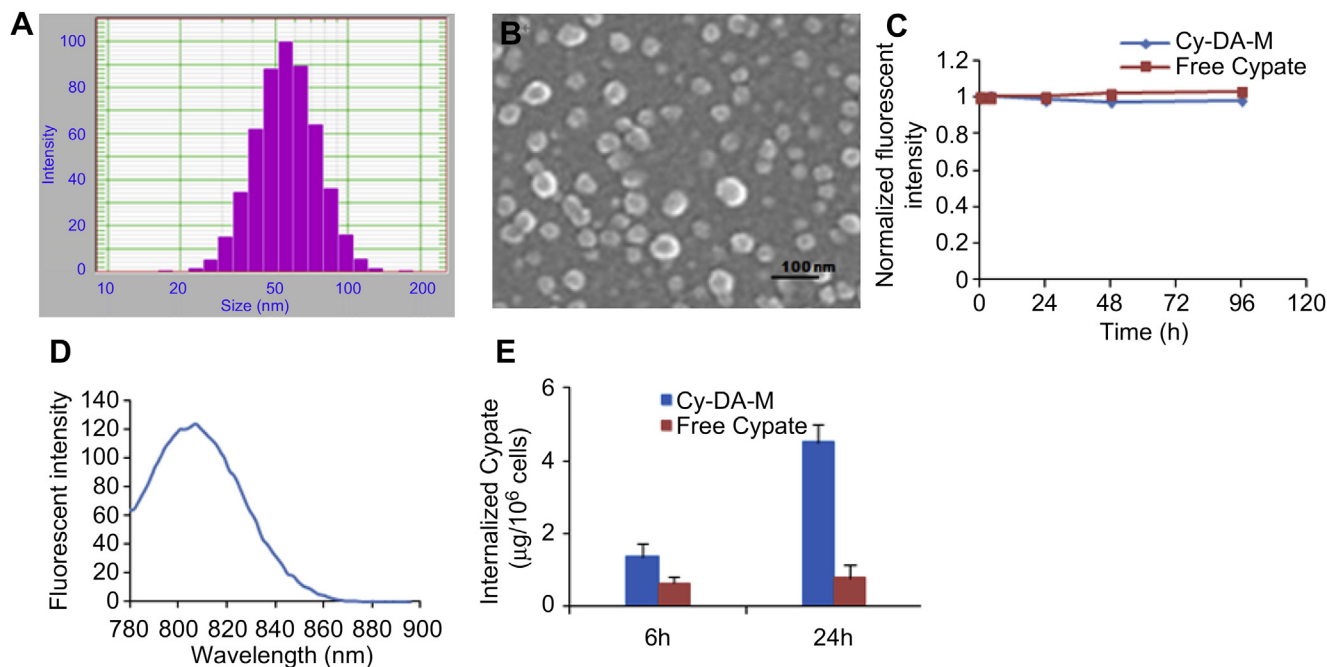 A
Intensity
100
80
60
40
20
0
10
20
50
100
200
Size (nm)
B
100 nm
C
Cy-DA-M
Free Cypate
Normalized fluorescent
intensity
1.2
1
0.8
0.6
0.4
0.2
0
0
24
48
72
96
120
Time (h)
D
Fluorescent intensity
140
120
100
80
60
40
20
0
780 800 820 840 860 880 900
Wavelength (nm)
E
Internalized Cypate
(μg/10⁶ cells)
6
4
2
0
Cy-DA-M
Free Cypate
6h
24h